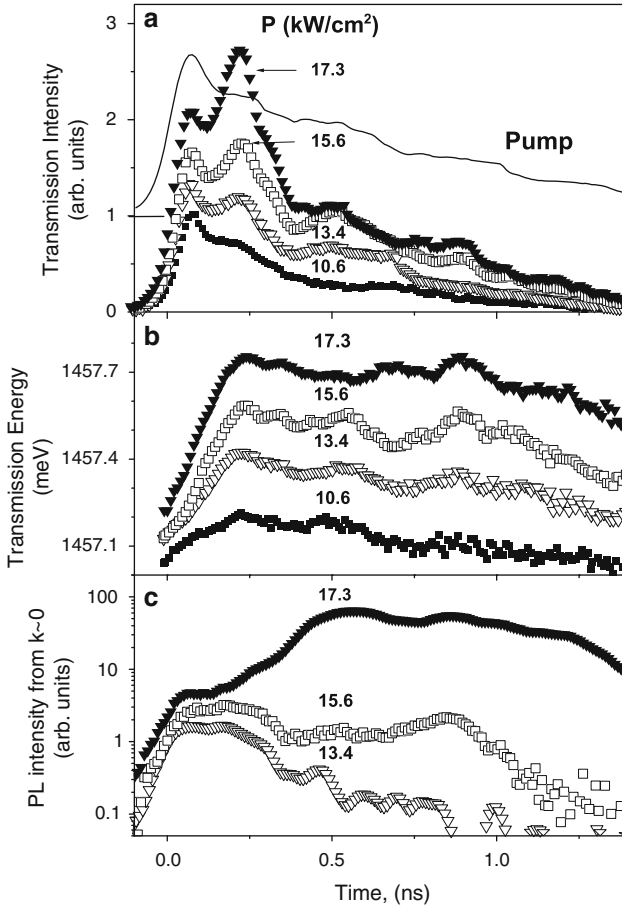 a
P (kW/cm²)
17.3
15.6
Pump
13.4
10.6
3
2
1
0
Transmission Intensity
(arb. units)
b
17.3
15.6
13.4
10.6
1457.7
1457.4
1457.1
Transmission Energy
(meV)
c
17.3
15.6
13.4
100
10
1
0.1
PL intensity from k~0
(arb. units)
0.0
0.5
1.0
Time, (ns)